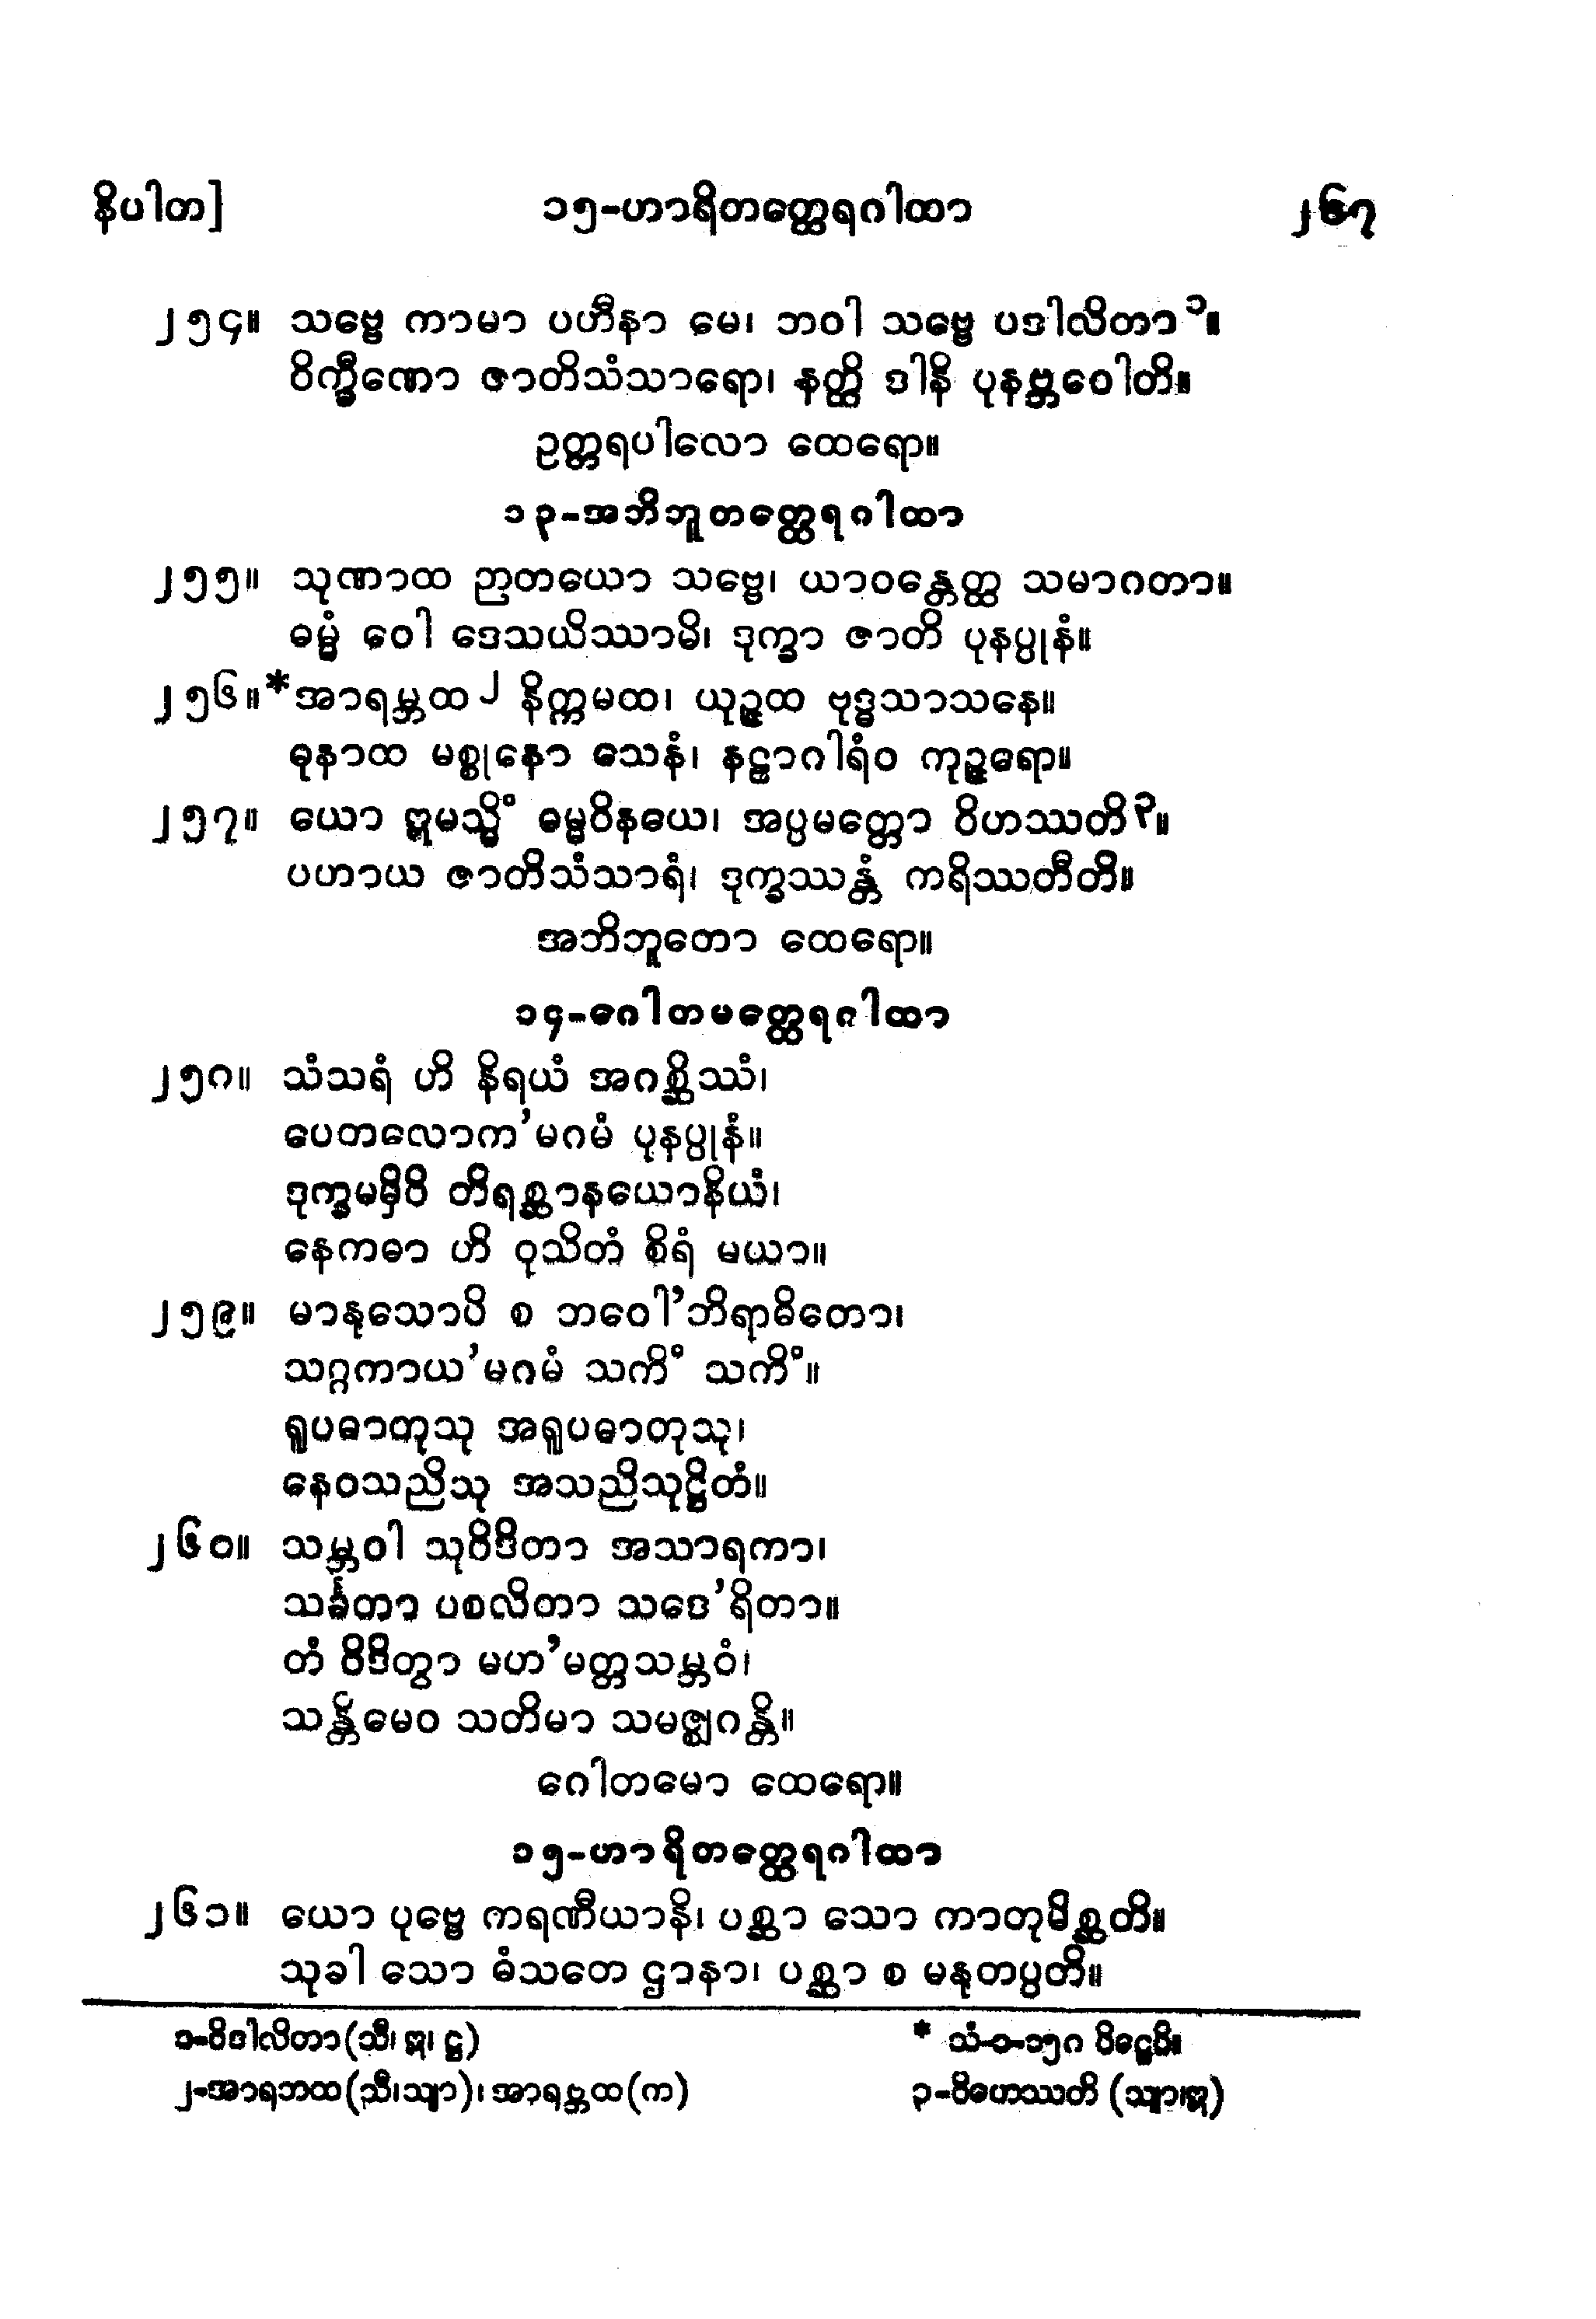 နိပါတ]
၁၅-ဟာရိတတ္ထေရဂါထာ
၂၆၇
၂၅၄။ သဗ္ဗေ ကာမာ ပဟီနာ မေ၊ ဘဝါ သဗ္ဗေ ပဒါလိတာ၁။
ဝိက္ခီဏော ဇာတိသံသာရော၊ နတ္ထိ ဒါနိ ပုနဗ္ဘဝေါတိ။
ဥတ္တရပါလော ထေရော။
၁၃-အဘိဘူတတ္ထေရဂါထာ
၂၅၅။ သုဏာထ ဉာတယော သဗ္ဗေ၊ ယာဝန္တေတ္ထ သမာဂတာ။
ဓမ္မံ ဝေါ ဒေသယိဿာမိ၊ ဒုက္ခာ ဇာတိ ပုနပ္ပုနံ။
၂၅၆။*အာရမ္ဘထ၂ နိက္ကမထ၊ ယုဉ္ဇထ ဗုဒ္ဓသာသနေ။
ဓုနာထ မစ္စုနော သေနံ၊ နဠာဂါရံဝ ကုဉ္ဇရော။
၂၅၇။ ယော ဣမသ္မိံ ဓမ္မဝိနယေ၊ အပ္ပမတ္တော ဝိဟဿတိ၃။
ပဟာယ ဇာတိသံသာရံ၊ ဒုက္ခဿန္တံ ကရိဿတီတိ။
အဘိဘူတော ထေရော။
၁၄-ဂေါတမတ္ထေရဂါထာ
၂၅၈။ သံသရံ ဟိ နိရယံ အဂစ္ဆိဿံ၊
ပေတလောက’မဂမံ ပုနပ္ပုနံ။
ဒုက္ခမမှိပိ တိရစ္ဆာနယောနိယံ၊
နေကဓာ ဟိ ဝုသိတံ စိရံ မယာ။
၂၅၉။ မာနုသောပိ စ ဘဝေါ’ဘိရာဓိတော၊
သဂ္ဂကာယ’မဂမံ သကိံ သကိံ။
ရူပဓာတုသု အရူပဓာတုသု၊
နေဝသညိသု အသညိသုဋ္ဌိတံ။
၂၆၀။ သမ္ဘဝါ သုဝိဒိတာ အသာရကာ၊
သင်္ခတာ ပစလိတာ သဒေ’ရိတာ။
တံ ဝိဒိတွာ မဟ’မတ္တသမ္ဘဝံ၊
သန္တိမေဝ သတိမာ သမဇ္ဈဂန္တိ။
ဂေါတမော ထေရော။
၁၅-ဟာရိတတ္ထေရဂါထာ
၂၆၁။ ယော ပုဗ္ဗေ ကရဏီယာနိ၊ ပစ္ဆာ သော ကာတုမိစ္ဆတိ။
သုခါ သော ဓံသတေ ဌာနာ၊ ပစ္ဆာ စ မနုတပ္ပတိ။
၁-ဝိဒါလိတာ(သီ၊ ဣ၊ ဋ္ဌ)
* သံ-၁-၁၅၈ ပိဋ္ဌေပိ။
၂-အာရဘထ(သီ၊သျာ)၊ အာရဗ္ဘထ(က)
၃-ဝိဟေဿတိ (သျာ၊ဣ)